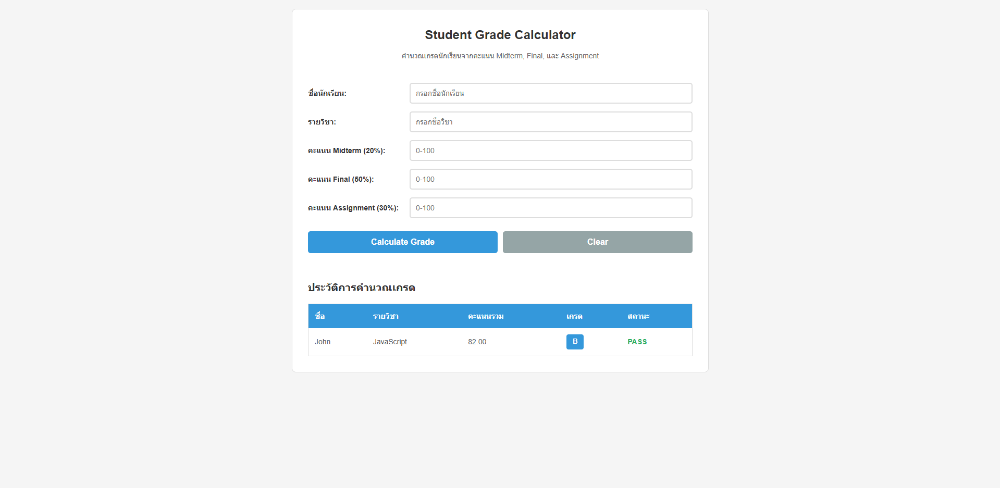 Student Grade Calculator
คำนวณเกรดนักเรียนจากคะแนน Midterm, Final, และ Assignment
ชื่อนักเรียน: กรอกชื่อนักเรียน
รายวิชา: กรอกชื่อวิชา
คะแนน Midterm (20%): 0-100
คะแนน Final (50%): 0-100
คะแนน Assignment (30%): 0-100
Calculate Grade Clear
ประวัติการคำนวณเกรด
ชื่อ รายวิชา คะแนนรวม เกรด สถานะ
John JavaScript 82.00 B PASS